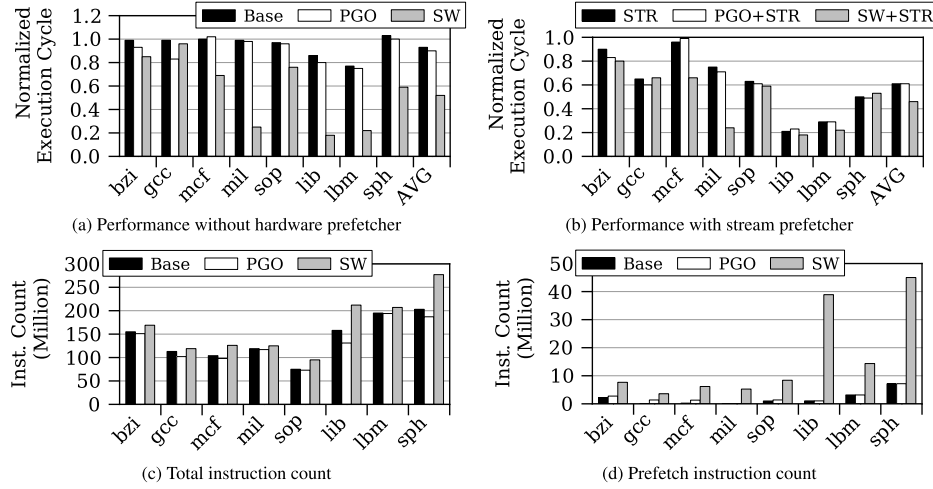 Base PGO SW
Normalized
Execution Cycle
1.2
1.0
0.8
0.6
0.4
0.2
0.0
bzi gcc mcf mil sop lib lbm sph AVG
(a) Performance without hardware prefetcher
STR PGO+STR SW+STR
Normalized
Execution Cycle
1.0
0.8
0.6
0.4
0.2
0.0
bzi gcc mcf mil sop lib lbm sph AVG
(b) Performance with stream prefetcher
Base PGO SW
Inst. Count
(Million)
300
250
200
150
100
50
0
bzi gcc mcf mil sop lib lbm sph
(c) Total instruction count
Base PGO SW
Inst. Count
(Million)
50
40
30
20
10
0
bzi gcc mcf mil sop lib lbm sph
(d) Prefetch instruction count